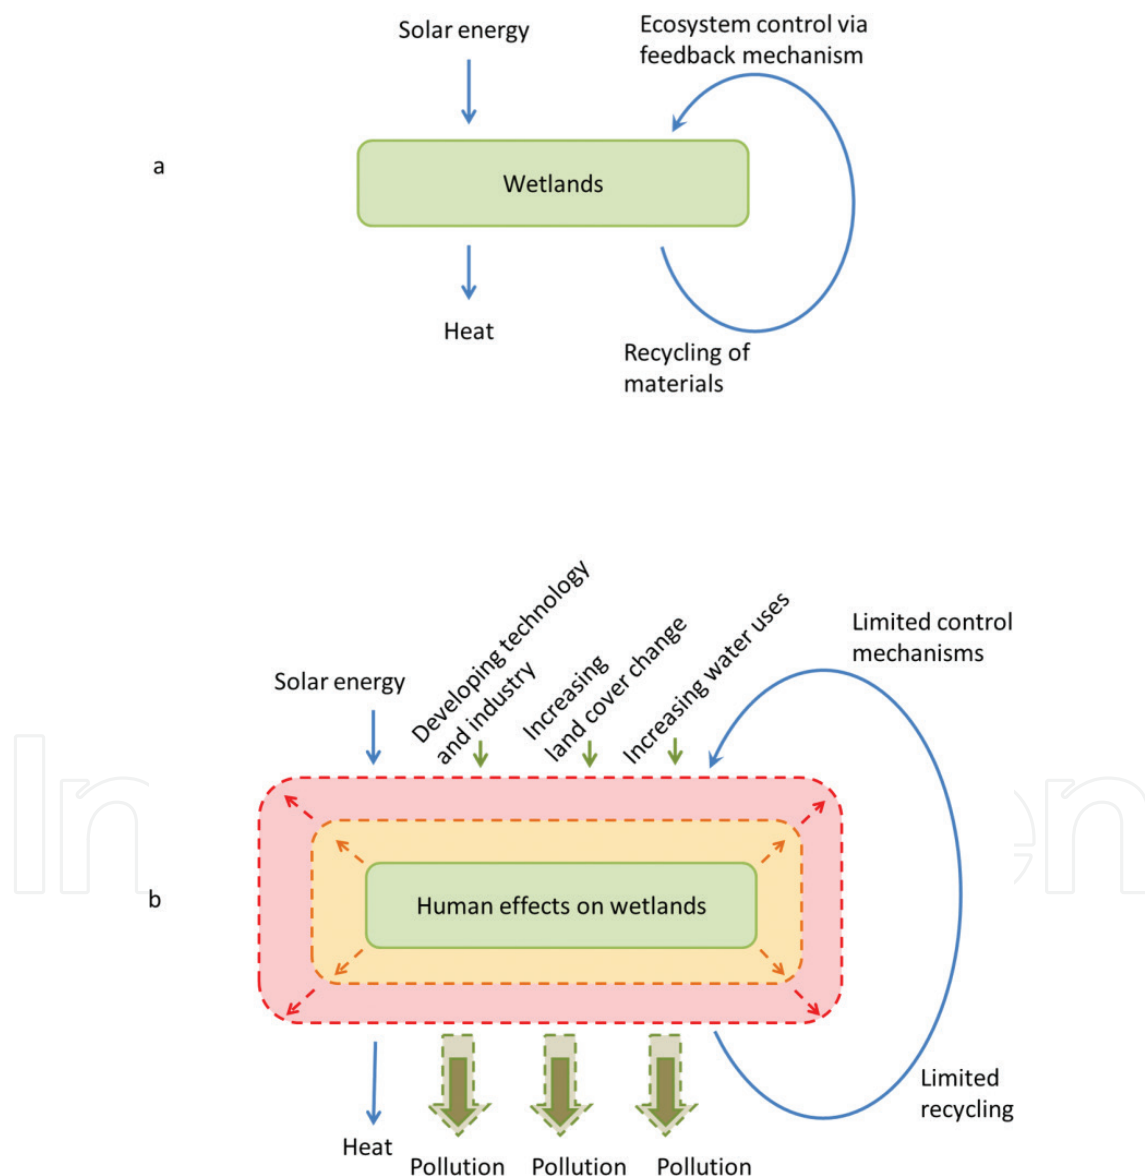 Solar energy
Ecosystem control via
feedback mechanism
a
Wetlands
Heat
Recycling of
materials
Developing technology
and industry
Increasing
land cover change
Increasing water uses
Limited control
mechanisms
Solar energy
b
Human effects on wetlands
Limited
recycling
Heat
Pollution
Pollution
Pollution